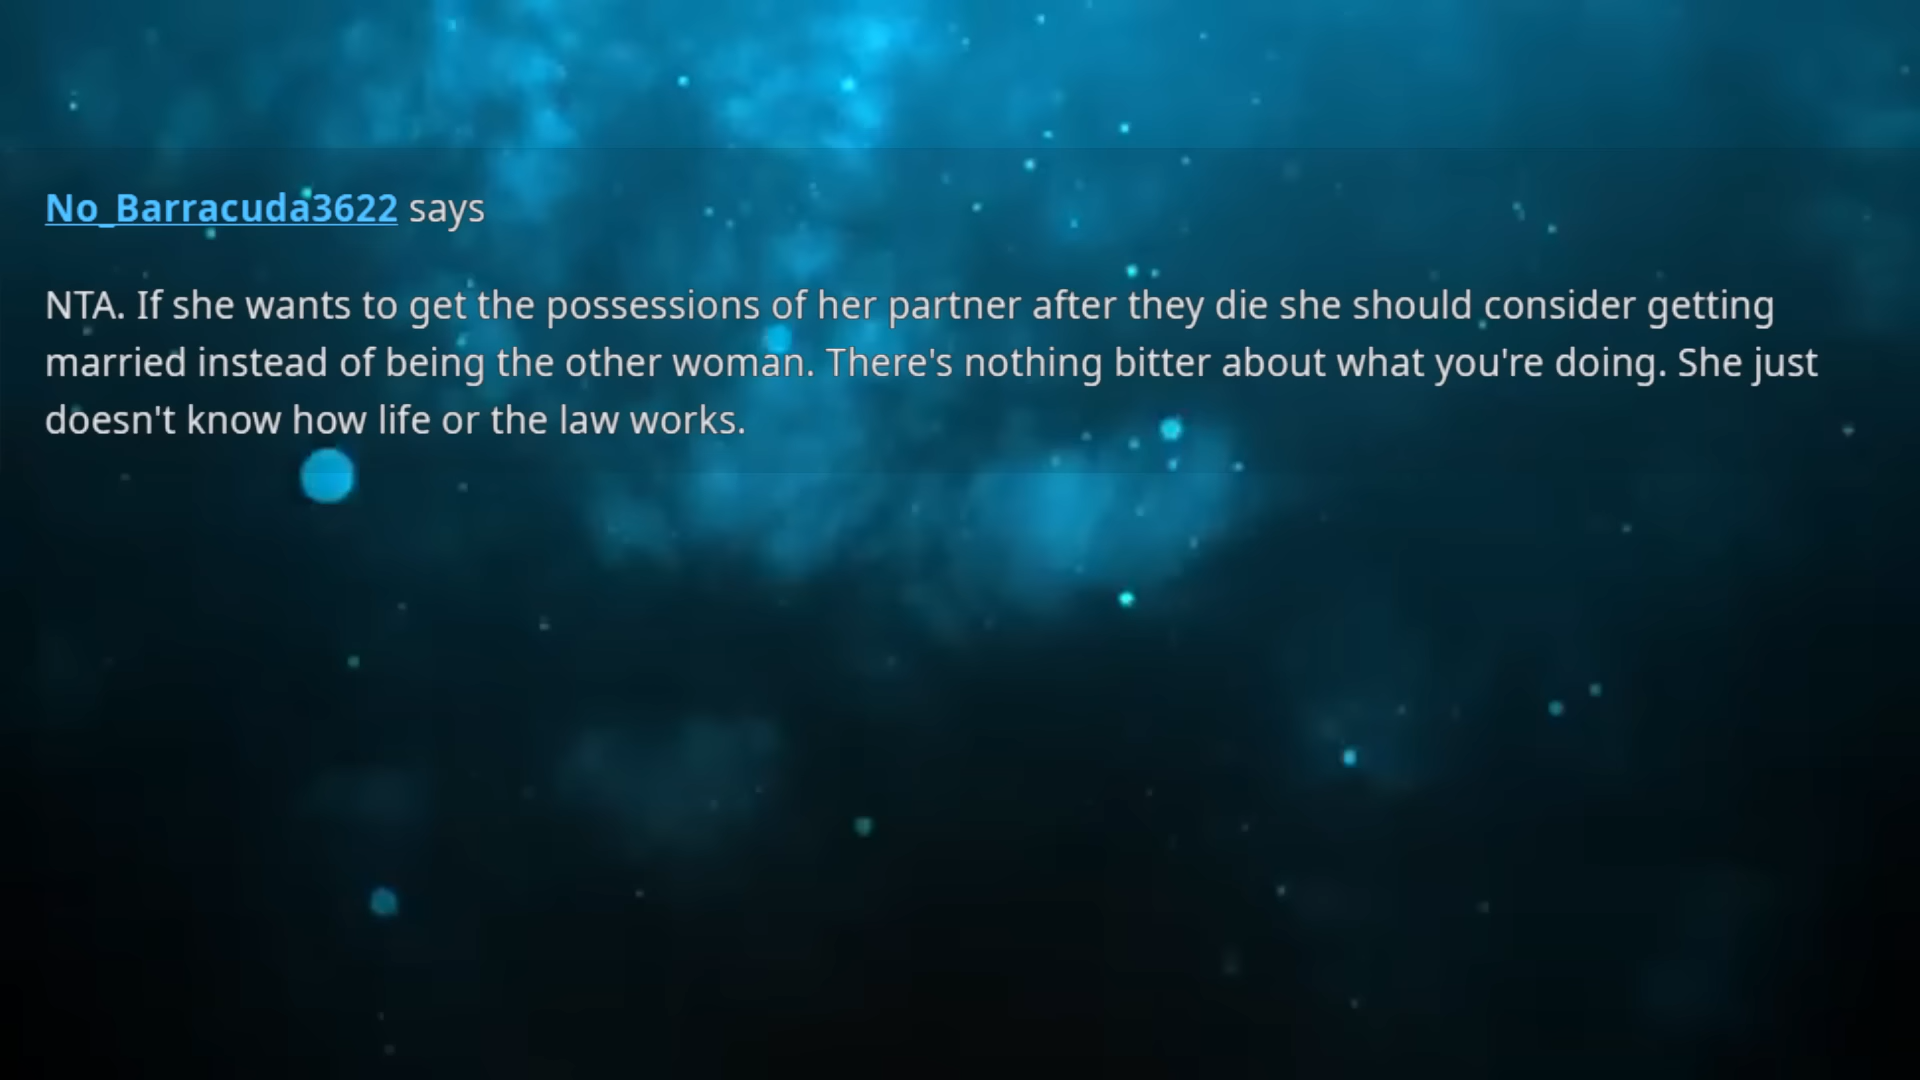 No_Barracuda3622 says
NTA. If she wants to get the possessions of her partner after they die she should consider getting
married instead of being the other woman. There's nothing bitter about what you're doing. She just
doesn't know how life or the law works.